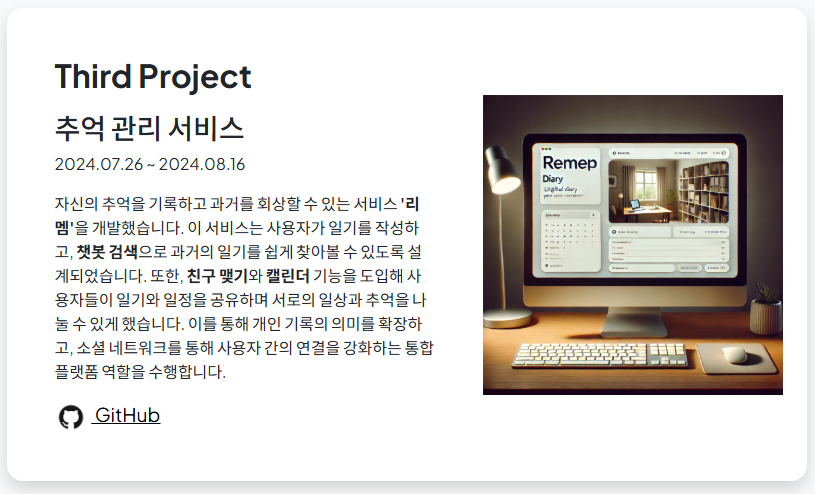 Third Project
추억 관리 서비스
2024.07.26 ~ 2024.08.16
자신의 추억을 기록하고 과거를 회상할 수 있는 서비스 '리
멤'을 개발했습니다. 이 서비스는 사용자가 일기를 작성하
고, 챗봇 검색으로 과거의 일기를 쉽게 찾아볼 수 있도록 설
계되었습니다. 또한, 친구 맺기와 캘린더 기능을 도입해 사
용자들이 일기와 일정을 공유하며 서로의 일상과 추억을 나
눌 수 있게 했습니다. 이를 통해 개인 기록의 의미를 확장하
고, 소셜 네트워크를 통해 사용자 간의 연결을 강화하는 통합
플랫폼 역할을 수행합니다.
GitHub
Remep
Diary
Digital diary